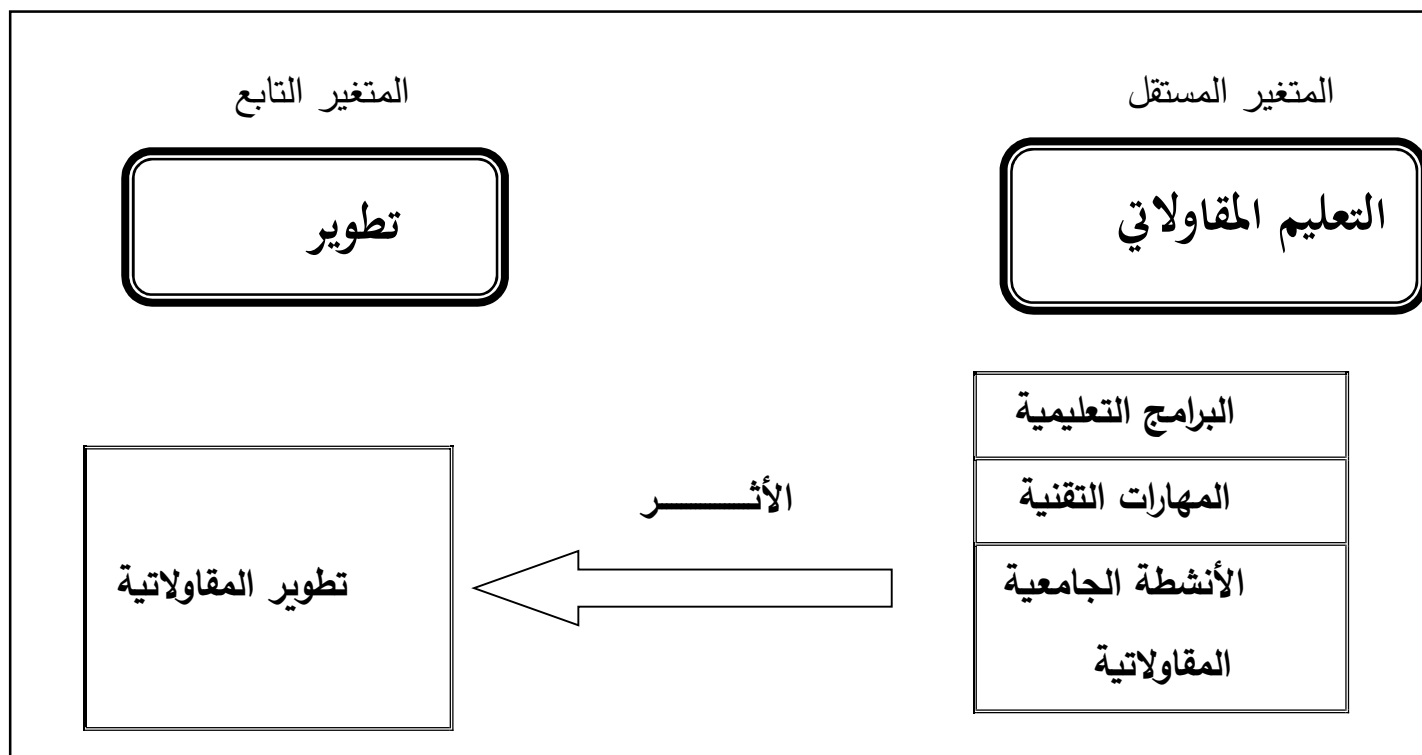 المتغير المستقل
المتغير التابع
التعليم المقاولاتي
تطوير
البرامج التعليمية
المهارات التقنية
الأنشطة الجامعية
المقاولاتية
الأثـــــــر
تطوير المقاولاتية